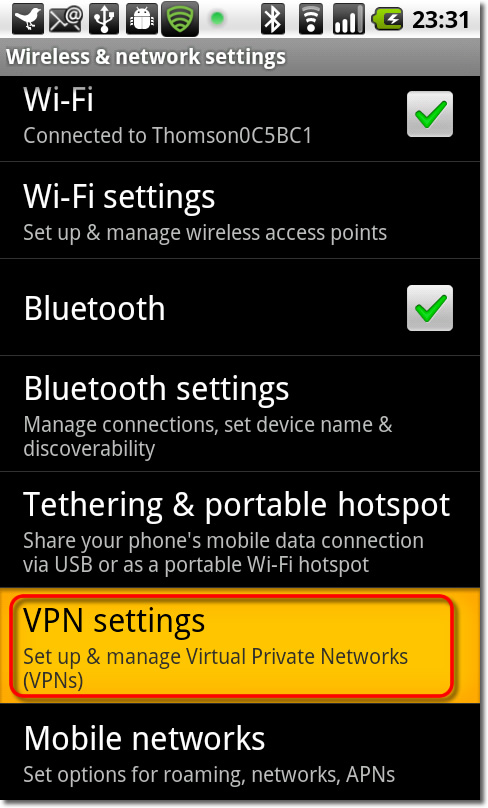 23:31
Wireless & network settings
Wi-Fi
Connected to Thomson0C5BC1
Wi-Fi settings
Set up & manage wireless access points
Bluetooth
Bluetooth settings
Manage connections, set device name &
discoverability
Tethering & portable hotspot
Share your phone's mobile data connection
via USB or as a portable Wi-Fi hotspot
VPN settings
Set up & manage Virtual Private Networks
(VPNs)
Mobile networks
Set options for roaming, networks, APNs